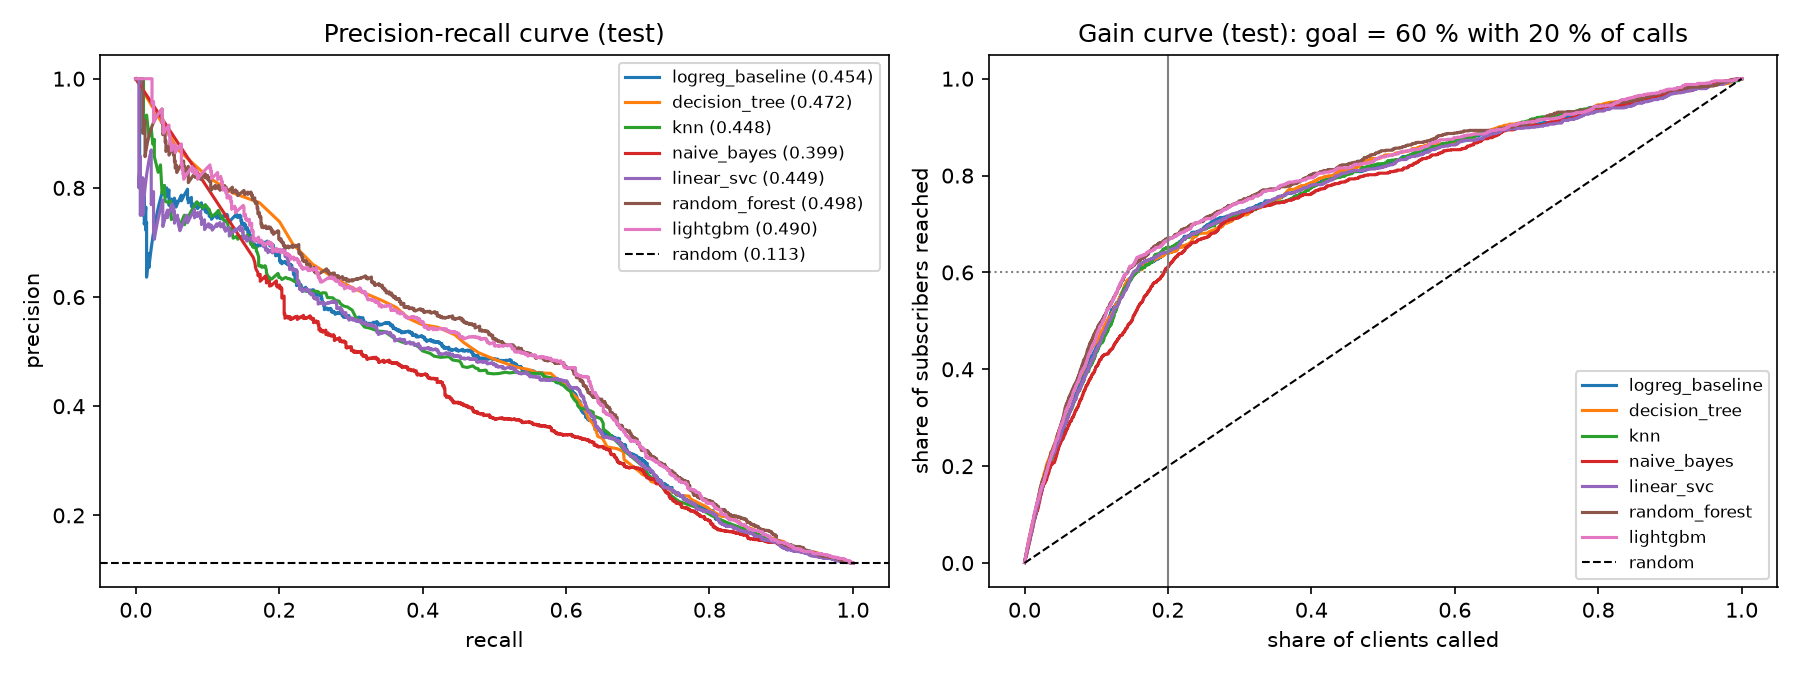 Precision-recall curve (test)
precision
1.0
0.8
0.6
0.4
0.2
0.0 0.2 0.4 0.6 0.8 1.0
recall
logreg_baseline (0.454)
decision_tree (0.472)
knn (0.448)
naive_bayes (0.399)
linear_svc (0.449)
random_forest (0.498)
lightgbm (0.490)
random (0.113)
Gain curve (test): goal = 60 % with 20 % of calls
share of subscribers reached
1.0
0.8
0.6
0.4
0.2
0.0
0.0 0.2 0.4 0.6 0.8 1.0
share of clients called
logreg_baseline
decision_tree
knn
naive_bayes
linear_svc
random_forest
lightgbm
random